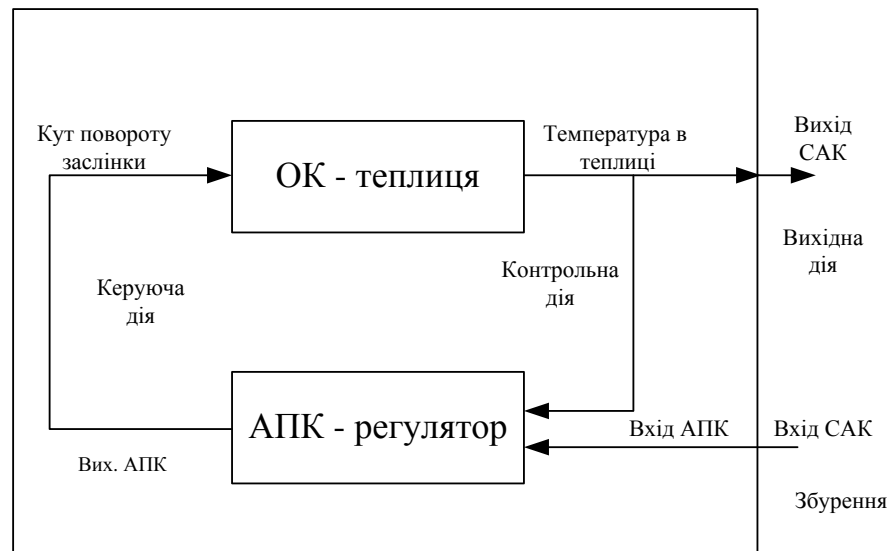 Кут повороту
заслінки
ОК - теплиця
Температура в
теплиці
Вихід
САК
Вихідна
дія
Контрольна
дія
Керуюча
дія
АПК - регулятор
Вхід АПК
Вхід САК
Вих. АПК
Збурення